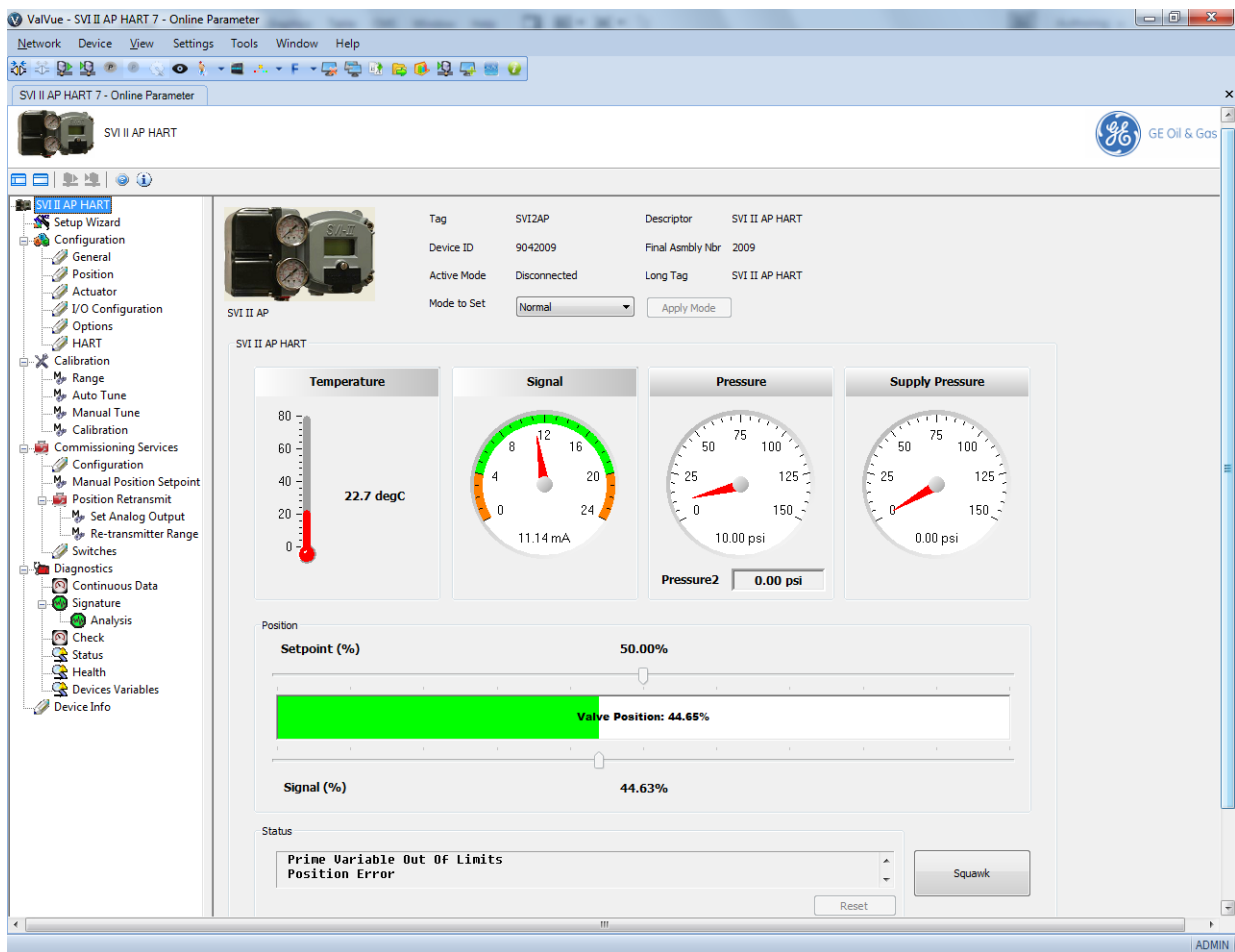 ValVue - SVI II AP HART 7 - Online Parameter
Network Device View Settings Tools Window Help
SVI II AP HART 7 - Online Parameter
SVI II AP HART
GE Oil & Gas
SVI II AP HART
Setup Wizard
Configuration
General
Position
Actuator
I/O Configuration
Options
HART
Calibration
Range
Auto Tune
Manual Tune
Calibration
Commissioning Services
Configuration
Manual Position Setpoint
Position Retransmit
Set Analog Output
Re-transmitter Range
Switches
Diagnostics
Continuous Data
Signature
Analysis
Check
Status
Health
Devices Variables
Device Info
SVI-II
SVI II AP
Tag SVI2AP Descriptor SVI II AP HART
Device ID 9042009 Final Asmbly Nbr 2009
Active Mode Disconnected Long Tag SVI II AP HART
Mode to Set Normal Apply Mode
SVI II AP HART
Temperature
80
60
40
20
0
22.7 degC
Signal
0 4 8 12 16 20 24
11.14 mA
Pressure
0 25 50 75 100 125 150
10.00 psi
Pressure2 0.00 psi
Supply Pressure
0 25 50 75 100 125 150
0.00 psi
Position
Setpoint (%) 50.00%
Valve Position: 44.65%
Signal (%) 44.63%
Status
Prime Variable Out Of Limits
Position Error
Reset
Squawk
ADMIN